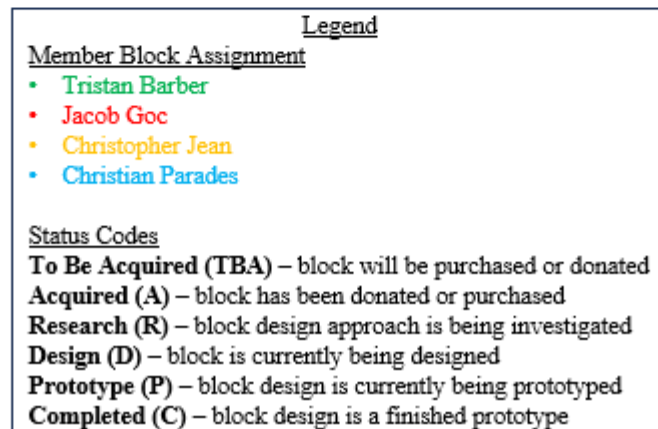 Legend
Member Block Assignment
• Tristan Barber
• Jacob Goc
• Christopher Jean
• Christian Parades
Status Codes
To Be Acquired (TBA) – block will be purchased or donated
Acquired (A) – block has been donated or purchased
Research (R) – block design approach is being investigated
Design (D) – block is currently being designed
Prototype (P) – block design is currently being prototyped
Completed (C) – block design is a finished prototype